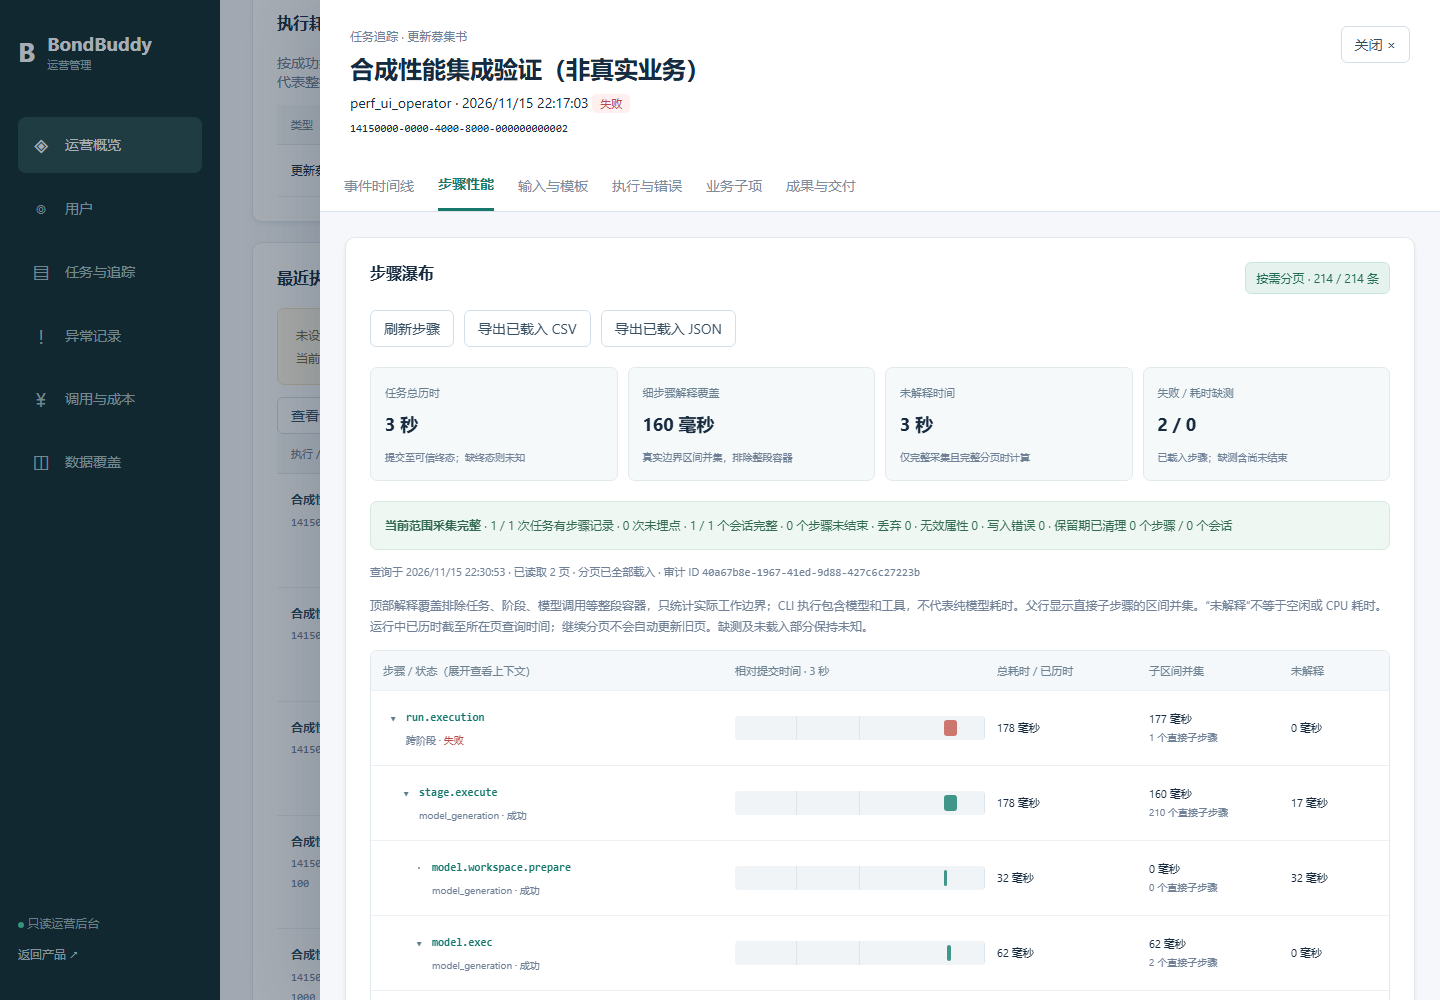 BondBuddy
运营管理
运营概览
用户
任务与追踪
异常记录
¥ 调用与成本
数据覆盖
只读运营后台
返回产品 ↗
按成功
代表整
类型
未设
当前
查看
执行 /
14150
14150
14150
14150
100
14150
1000
任务追踪 · 更新募集书
关闭 ×
合成性能集成验证（非真实业务）
perf_ui_operator · 2026/11/15 22:17:03 失败
14150000-0000-4000-8000-000000000002
事件时间线 步骤性能 输入与模板 执行与错误 业务子项 成果与交付
步骤瀑布
按需分页 · 214 / 214 条
刷新步骤 导出已载入 CSV 导出已载入 JSON
任务总历时
3 秒
提交至可信终态；缺终态则未知
细步骤解释覆盖
160 毫秒
真实边界区间并集，排除整段容器
未解释时间
3 秒
仅完整采集且完整分页时计算
失败 / 耗时缺测
2 / 0
已载入步骤；缺测含尚未结束
当前范围采集完整 · 1 / 1 次任务有步骤记录 · 0 次未埋点 · 1 / 1 个会话完整 · 0 个步骤未结束 · 丢弃 0 · 无效属性 0 · 写入错误 0 · 保留期已清理 0 个步骤 / 0 个会话
查询于 2026/11/15 22:30:53 · 已读取 2 页 · 分页已全部载入 · 审计 ID 40a67b8e-1967-41ed-9d88-427c6c27223b
顶部解释覆盖排除任务、阶段、模型调用等整段容器，只统计实际工作边界；CLI 执行包含模型和工具，不代表纯模型耗时。父行显示直接子步骤的区间并集。“未解释”不等于空闲或 CPU 耗时。
运行中已历时截至所在页查询时间；继续分页不会自动更新旧页。缺测及未载入部分保持未知。
步骤 / 状态（展开查看上下文） 相对提交时间 · 3 秒 总耗时 / 已历时 子区间并集 未解释
run.execution
跨阶段 · 失败
178 毫秒
177 毫秒
1 个直接子步骤
0 毫秒
stage.execute
model_generation · 成功
178 毫秒
160 毫秒
210 个直接子步骤
17 毫秒
model.workspace.prepare
model_generation · 成功
32 毫秒
0 毫秒
0 个直接子步骤
32 毫秒
model.exec
model_generation · 成功
62 毫秒
62 毫秒
2 个直接子步骤
0 毫秒